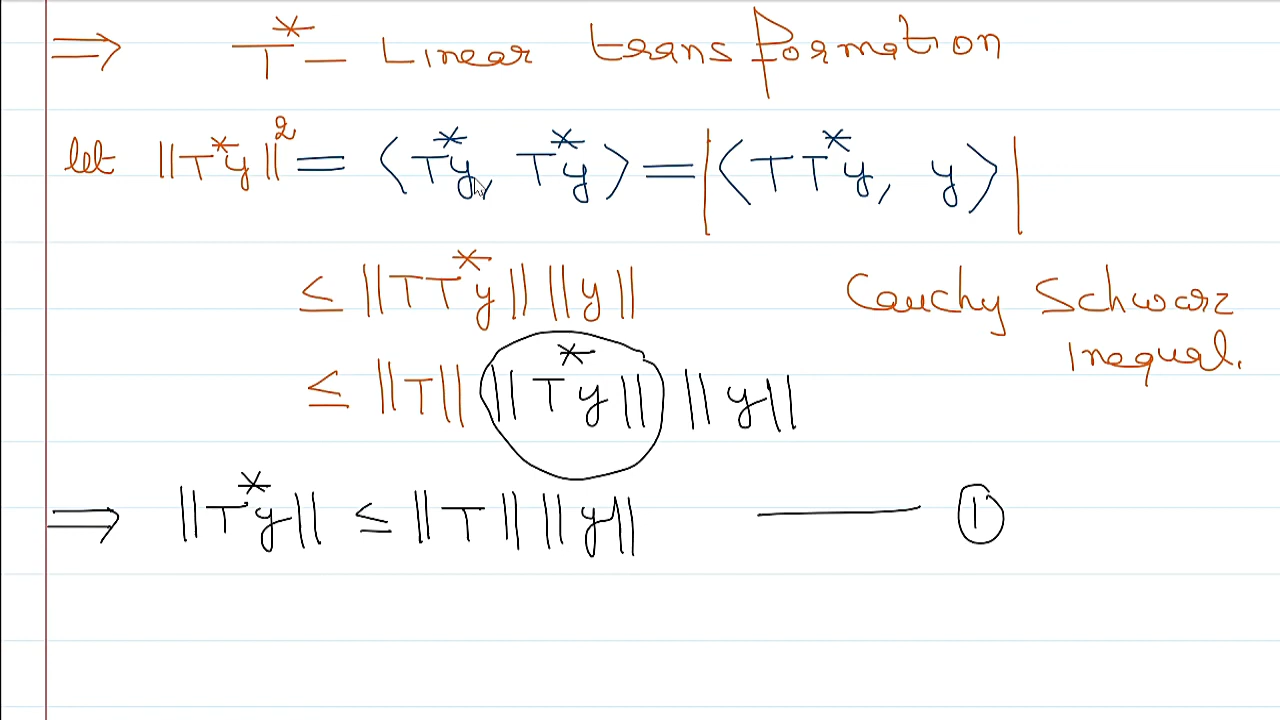 ⇒ T* – Linear transformation
let ||T*y||² = ⟨T*y, T*y⟩ = |⟨TT*y, y⟩|
≤ ||TT*y|| ||y|| Cauchy Schwarz
Inequal.
≤ ||T|| ||T*y|| ||y||
⇒ ||T*y|| ≤ ||T|| ||y|| —— ①